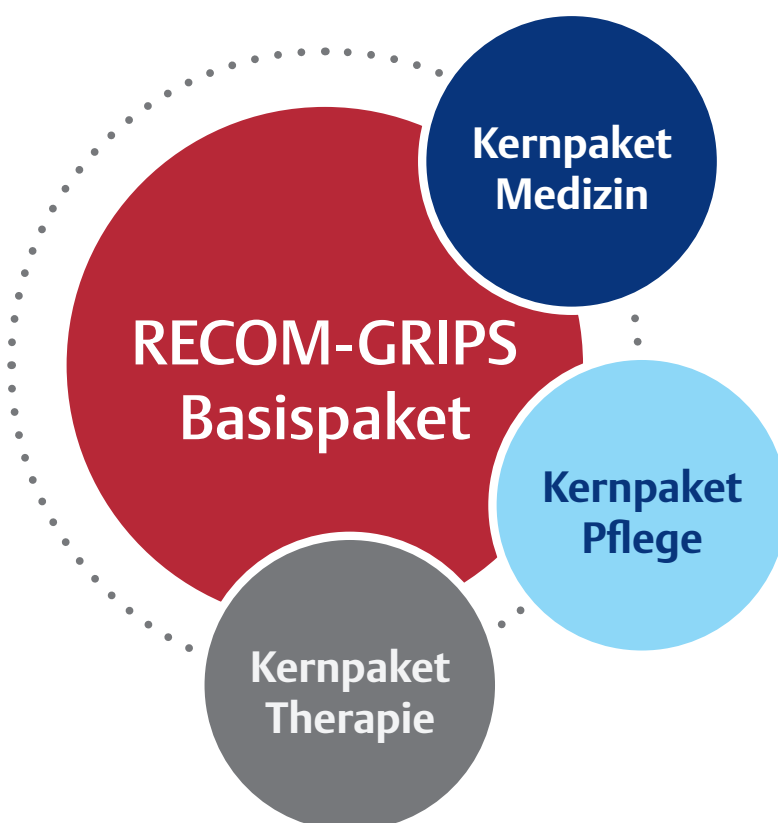 Kernpaket
Medizin
RECOM-GRIPS
Basispaket
Kernpaket
Pflege
Kernpaket
Therapie